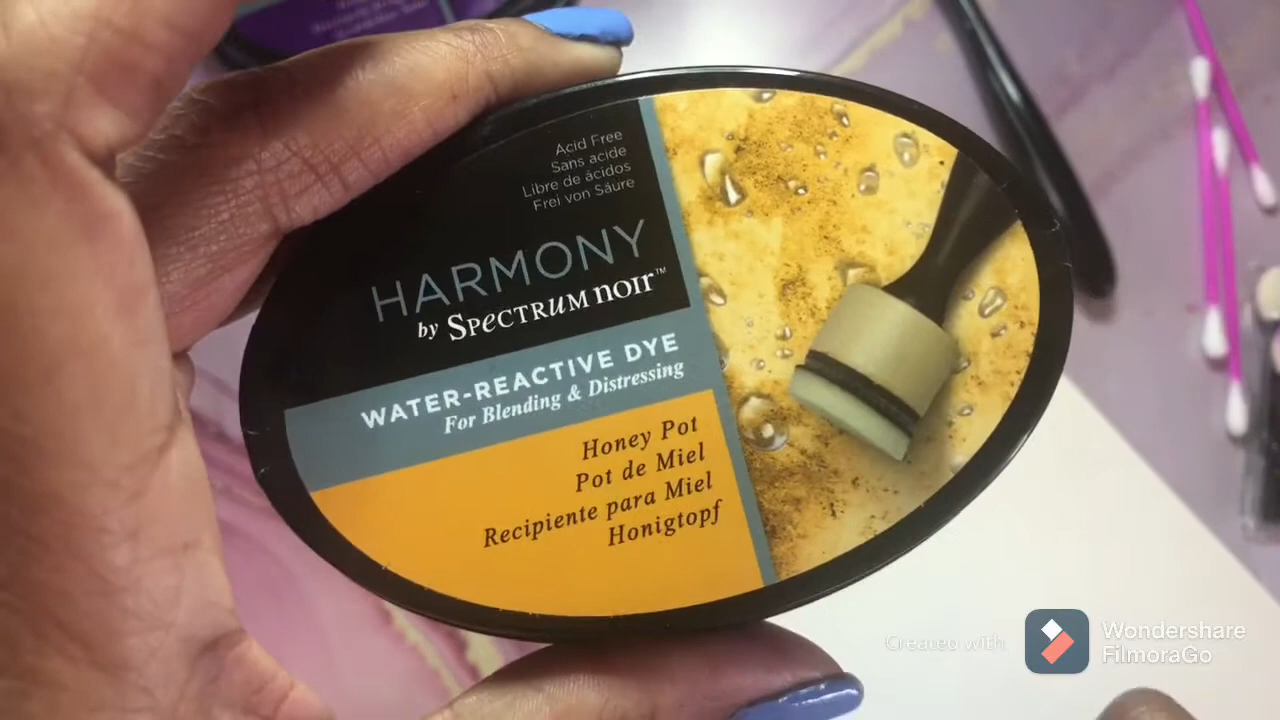 Acid Free
Sans acide
Libre de ácidos
Frei von Säure
HARMONY
by SPECTRUM noir™
WATER-REACTIVE DYE
For Blending & Distressing
Honey Pot
Pot de Miel
Recipiente para Miel
Honigtopf
Created with
Wondershare
FilmoraGo